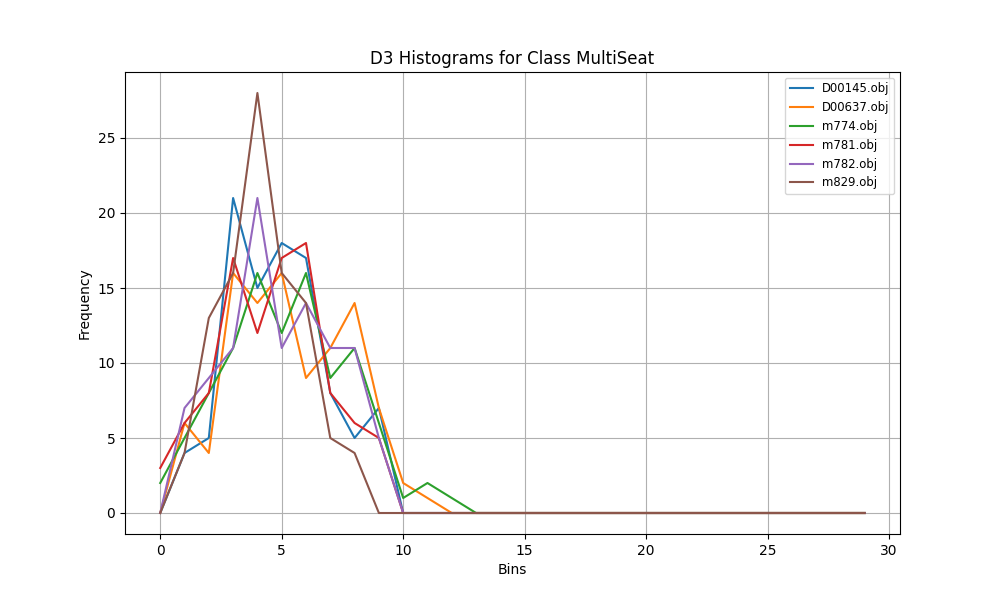 D3 Histograms for Class MultiSeat
D00145.obj
D00637.obj
m774.obj
m781.obj
m782.obj
m829.obj
Frequency
25
20
15
10
5
0
0 5 10 15 20 25 30
Bins